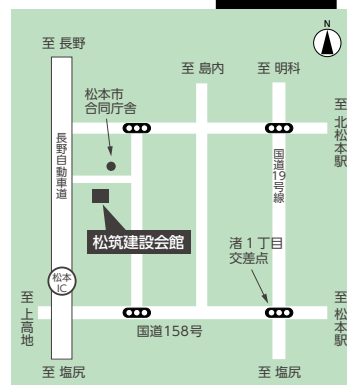 N
至 長野
至 島内
至 明科
松本市
合同庁舎
至 北松本駅
長野自動車道
国道19号線
松筑建設会館
渚1丁目
交差点
松本
IC
至 上高地
国道158号
至 松本駅
至 塩尻
至 塩尻